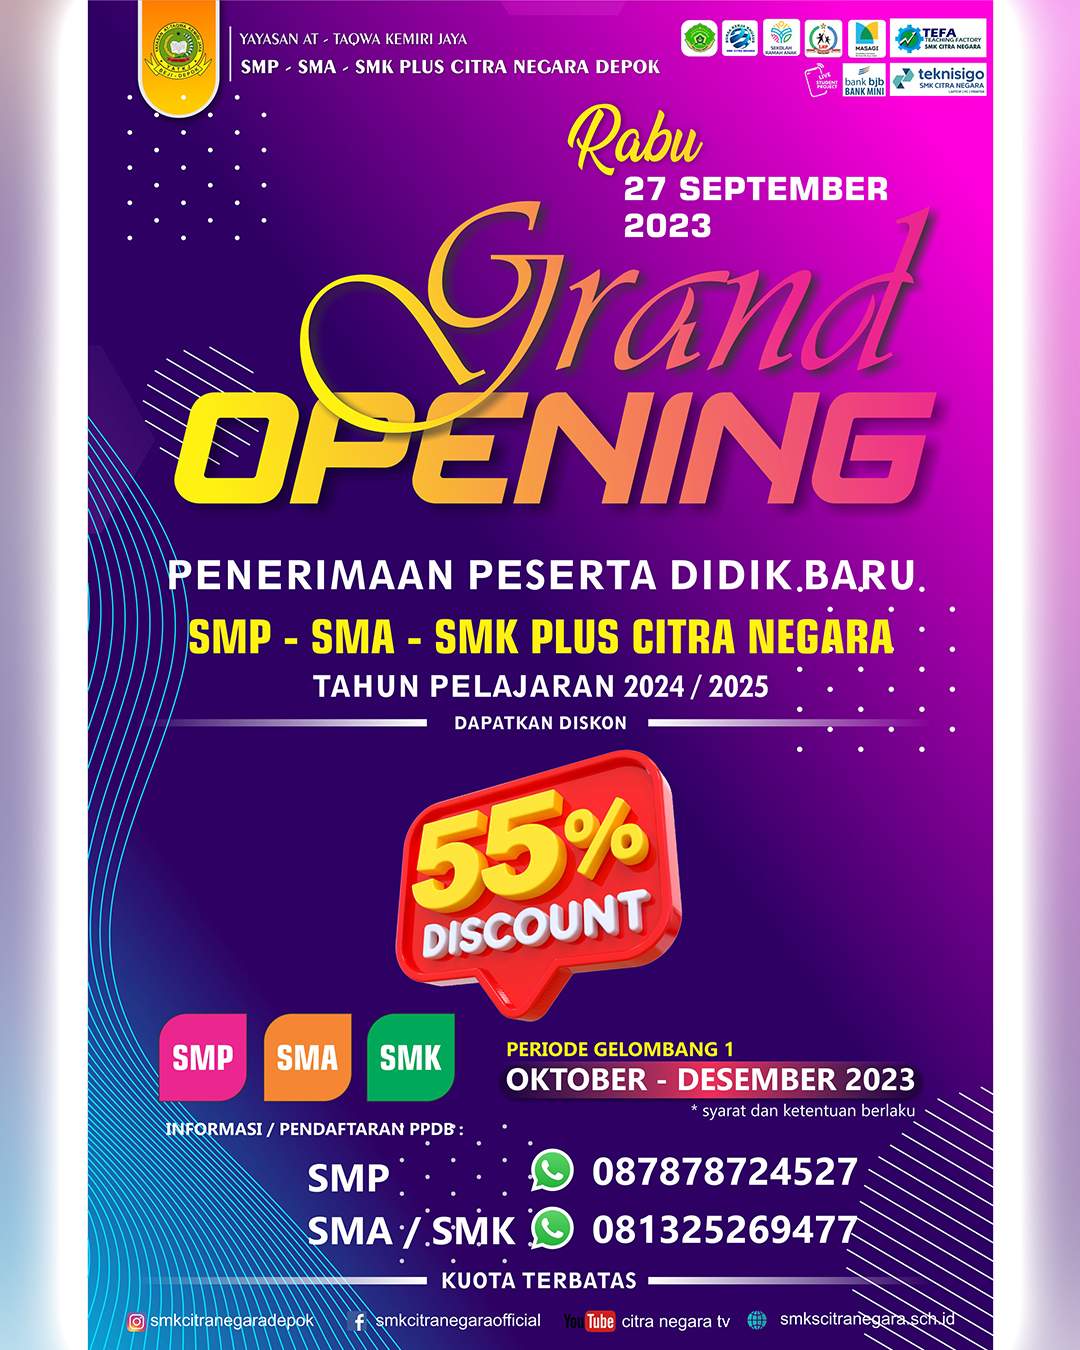 YAYASAN AT - TAQWA KEMIRI JAYA
SMP - SMA - SMK PLUS CITRA NEGARA DEPOK
BEJI - DEPOK
SEKOLAH
RAMAH ANAK
MASAGI
TEFA
TEACHING FACTORY
SMK CITRA NEGARA
LIVE
STUDENT
PROJECT
bank bjb
BANK MINI
teknisigo
SMK CITRA NEGARA
Rabu
27 SEPTEMBER
2023
Grand
OPENING
PENERIMAAN PESERTA DIDIK BARU
SMP - SMA - SMK PLUS CITRA NEGARA
TAHUN PELAJARAN 2024 / 2025
DAPATKAN DISKON
55%
DISCOUNT
SMP SMA SMK
PERIODE GELOMBANG 1
OKTOBER - DESEMBER 2023
* syarat dan ketentuan berlaku
INFORMASI / PENDAFTARAN PPDB :
SMP 087878724527
SMA / SMK 081325269477
KUOTA TERBATAS
smkcitranegaradepok smkcitranegaraofficial YouTube citra negara tv smkscitranegara.sch.id